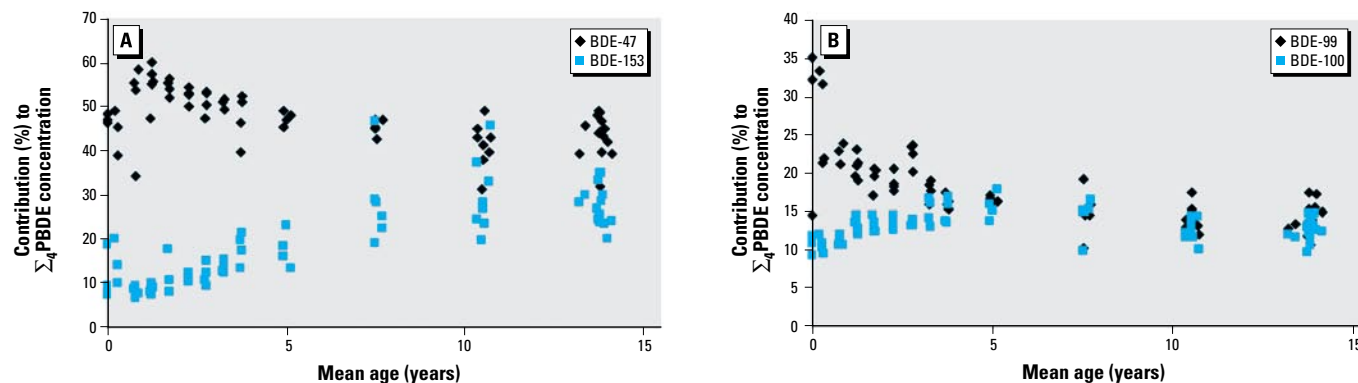 A
BDE-47
BDE-153
Contribution (%) to
Σ4PBDE concentration
70
60
50
40
30
20
10
0
0
5
10
15
Mean age (years)
B
BDE-99
BDE-100
Contribution (%) to
Σ4PBDE concentration
40
35
30
25
20
15
10
5
0
0
5
10
15
Mean age (years)